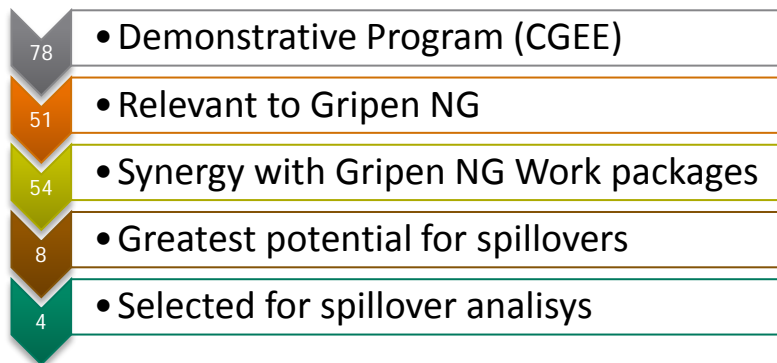 78 • Demonstrative Program (CGEE)
51 • Relevant to Gripen NG
54 • Synergy with Gripen NG Work packages
8 • Greatest potential for spillovers
4 • Selected for spillover analisys